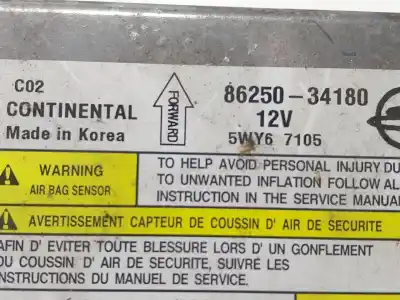 C02
CONTINENTAL
Made in Korea
FORWARD
86250-34180
12V
5WY6 7105
WARNING
AIR BAG SENSOR
TO HELP AVOID PERSONAL INJURY DU
TO UNWANTED INFLATION FOLLOW AL
INSTRUCTION IN THE SERVICE MANUAL
AVERTISSEMENT CAPTEUR DE COUSSIN D' AIR DE SECURITE
AFIN D' EVITER TOUTE BLESSURE LORS D' UN GONFLEMENT
DU COUSSIN D' AIR DE SECURITE, SUIVRÉ LES
INSTRUCTIONS DU MANUEL DE SERVICE.